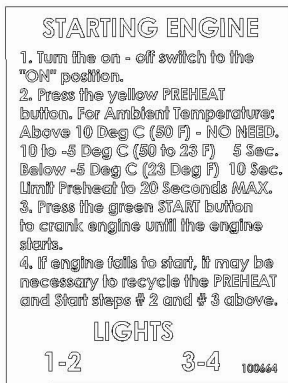 STARTING ENGINE
1. Turn the on - off switch to the
"ON" position.
2. Press the yellow PREHEAT
button. For Ambient Temperature:
Above 10 Deg C (50 F) - NO NEED.
10 to -5 Deg C (50 to 23 F) 5 Sec.
Below -5 Deg C (23 Deg F) 10 Sec.
Limit Preheat to 20 Seconds MAX.
3. Press the green START button
to crank engine until the engine
starts.
4. If engine fails to start, it may be
necessary to recycle the PREHEAT
and Start steps # 2 and # 3 above.
LIGHTS
1-2 3-4 100664